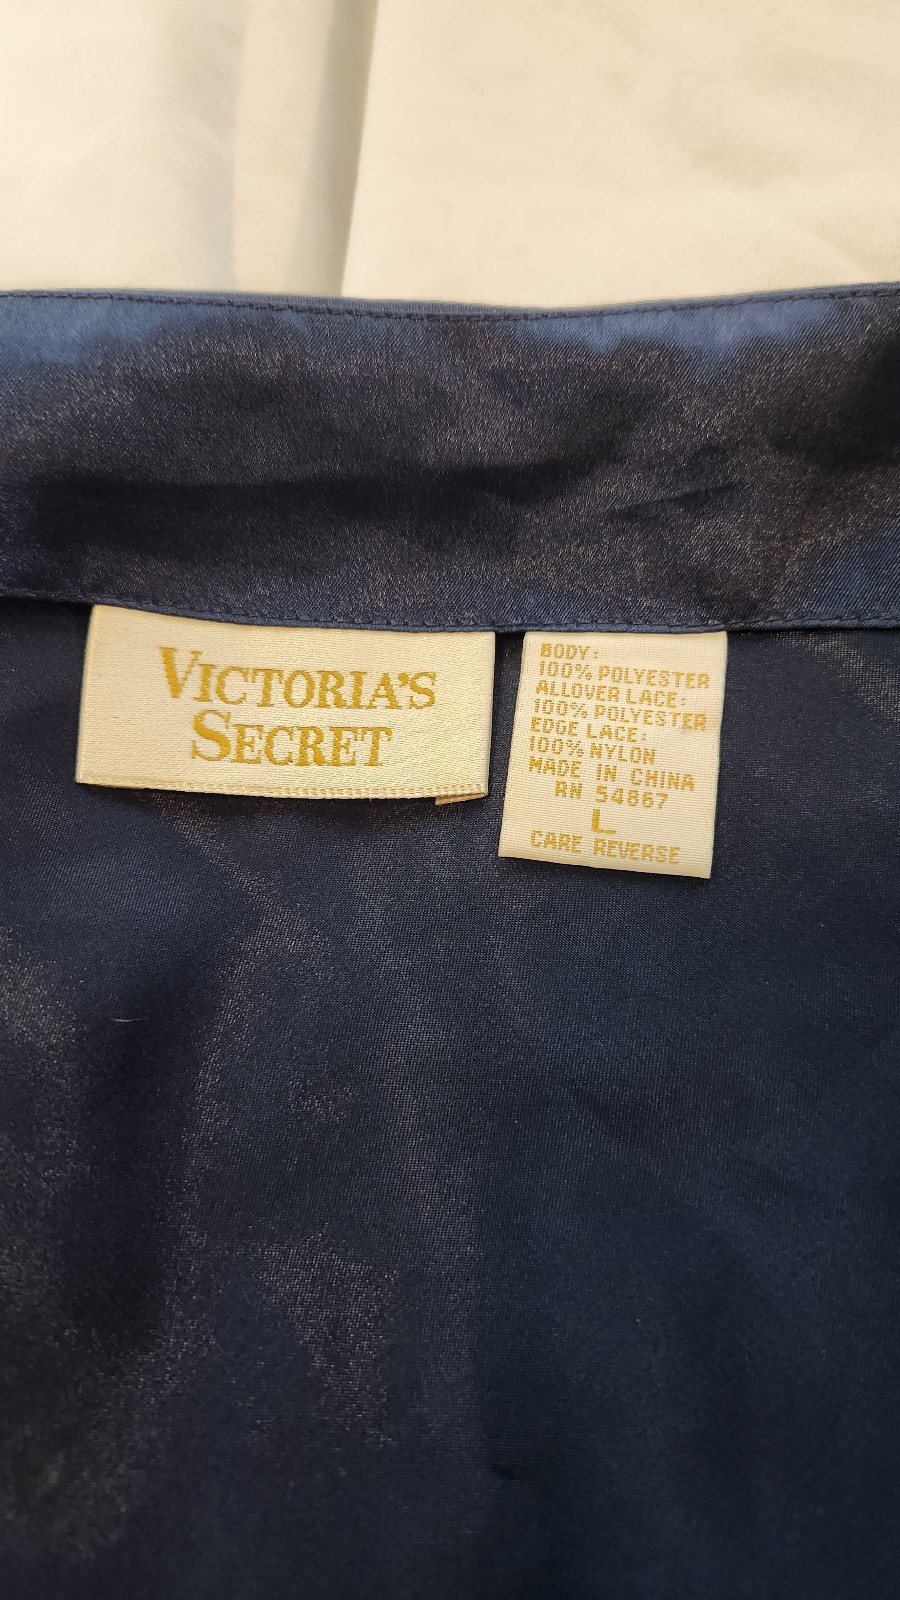 VICTORIA'S
SECRET
BODY:
100% POLYESTER
ALLOVER LACE:
100% POLYESTER
EDGE LACE:
100% NYLON
MADE IN CHINA
RN 54867
L
CARE REVERSE